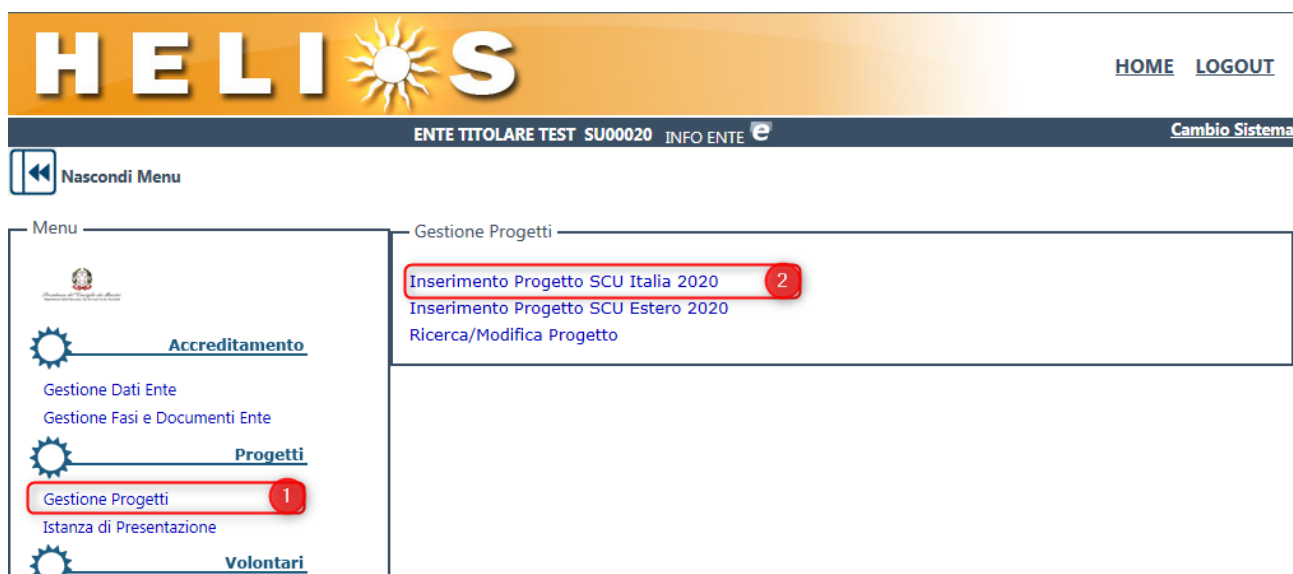 HELIOS
HOME LOGOUT
ENTE TITOLARE TEST SU00020 INFO ENTE
Cambio Sistema
Nascondi Menu
Menu
Accreditamento
Gestione Dati Ente
Gestione Fasi e Documenti Ente
Progetti
Gestione Progetti 1
Istanza di Presentazione
Volontari
Gestione Progetti
Inserimento Progetto SCU Italia 2020 2
Inserimento Progetto SCU Estero 2020
Ricerca/Modifica Progetto